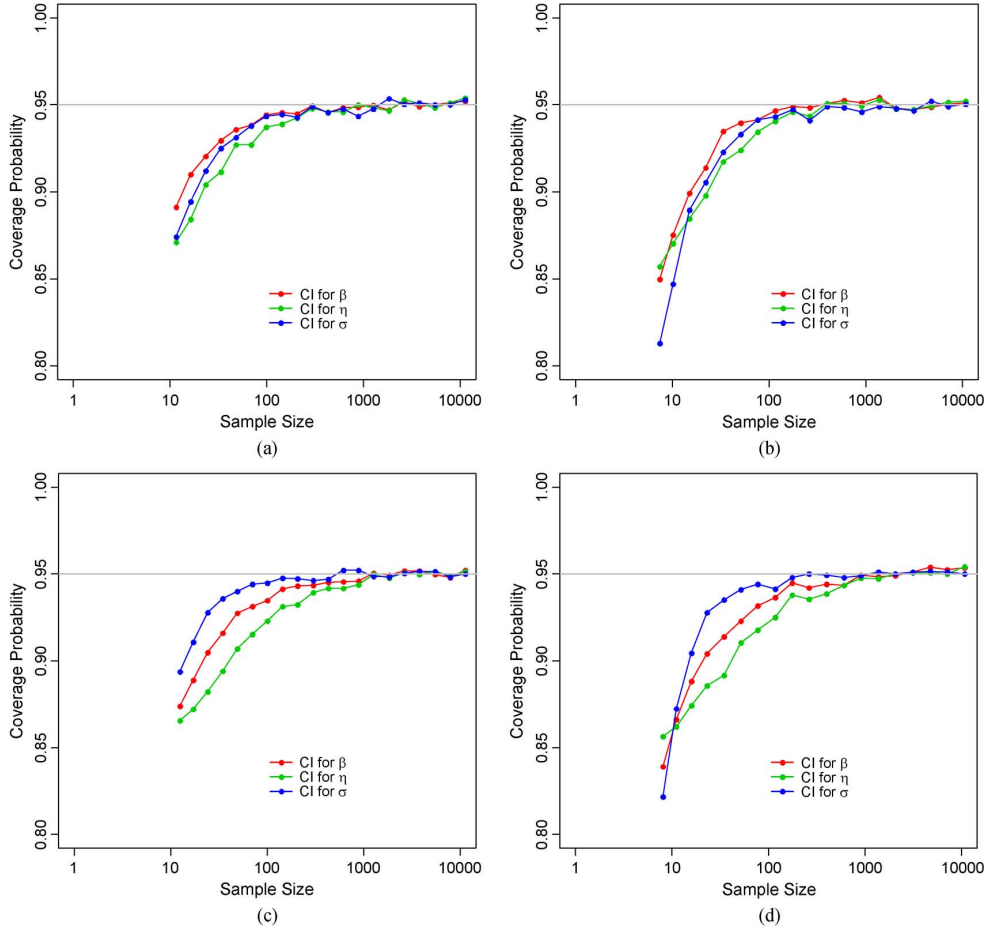 1.00
0.95
0.90
0.85
0.80
Coverage Probability
CI for β
CI for η
CI for σ
1 10 100 1000 10000
Sample Size
(a)
1.00
0.95
0.90
0.85
0.80
Coverage Probability
CI for β
CI for η
CI for σ
1 10 100 1000 10000
Sample Size
(b)
1.00
0.95
0.90
0.85
0.80
Coverage Probability
CI for β
CI for η
CI for σ
1 10 100 1000 10000
Sample Size
(c)
1.00
0.95
0.90
0.85
0.80
Coverage Probability
CI for β
CI for η
CI for σ
1 10 100 1000 10000
Sample Size
(d)